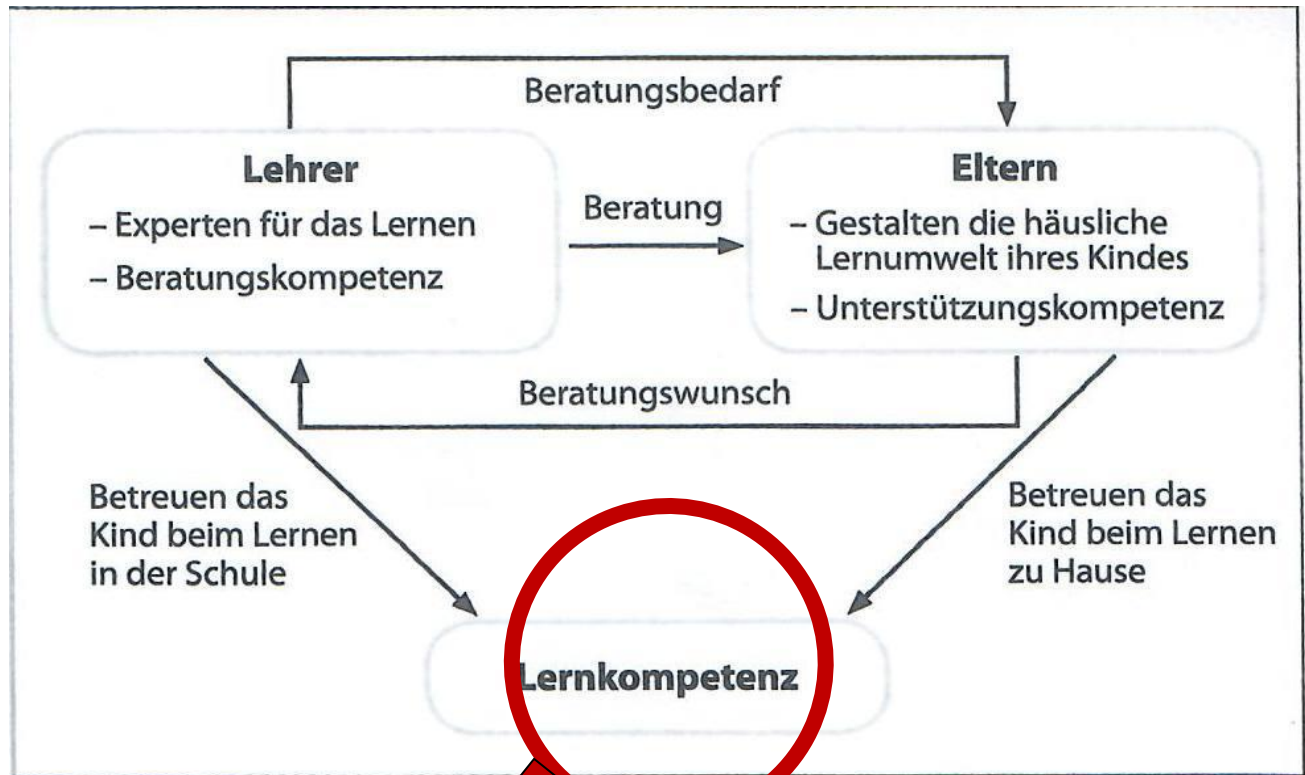 Beratungsbedarf
Lehrer
– Experten für das Lernen
– Beratungskompetenz
Beratung
Eltern
– Gestalten die häusliche
Lernumwelt ihres Kindes
– Unterstützungskompetenz
Beratungswunsch
Betreuen das
Kind beim Lernen
in der Schule
Betreuen das
Kind beim Lernen
zu Hause
Lernkompetenz